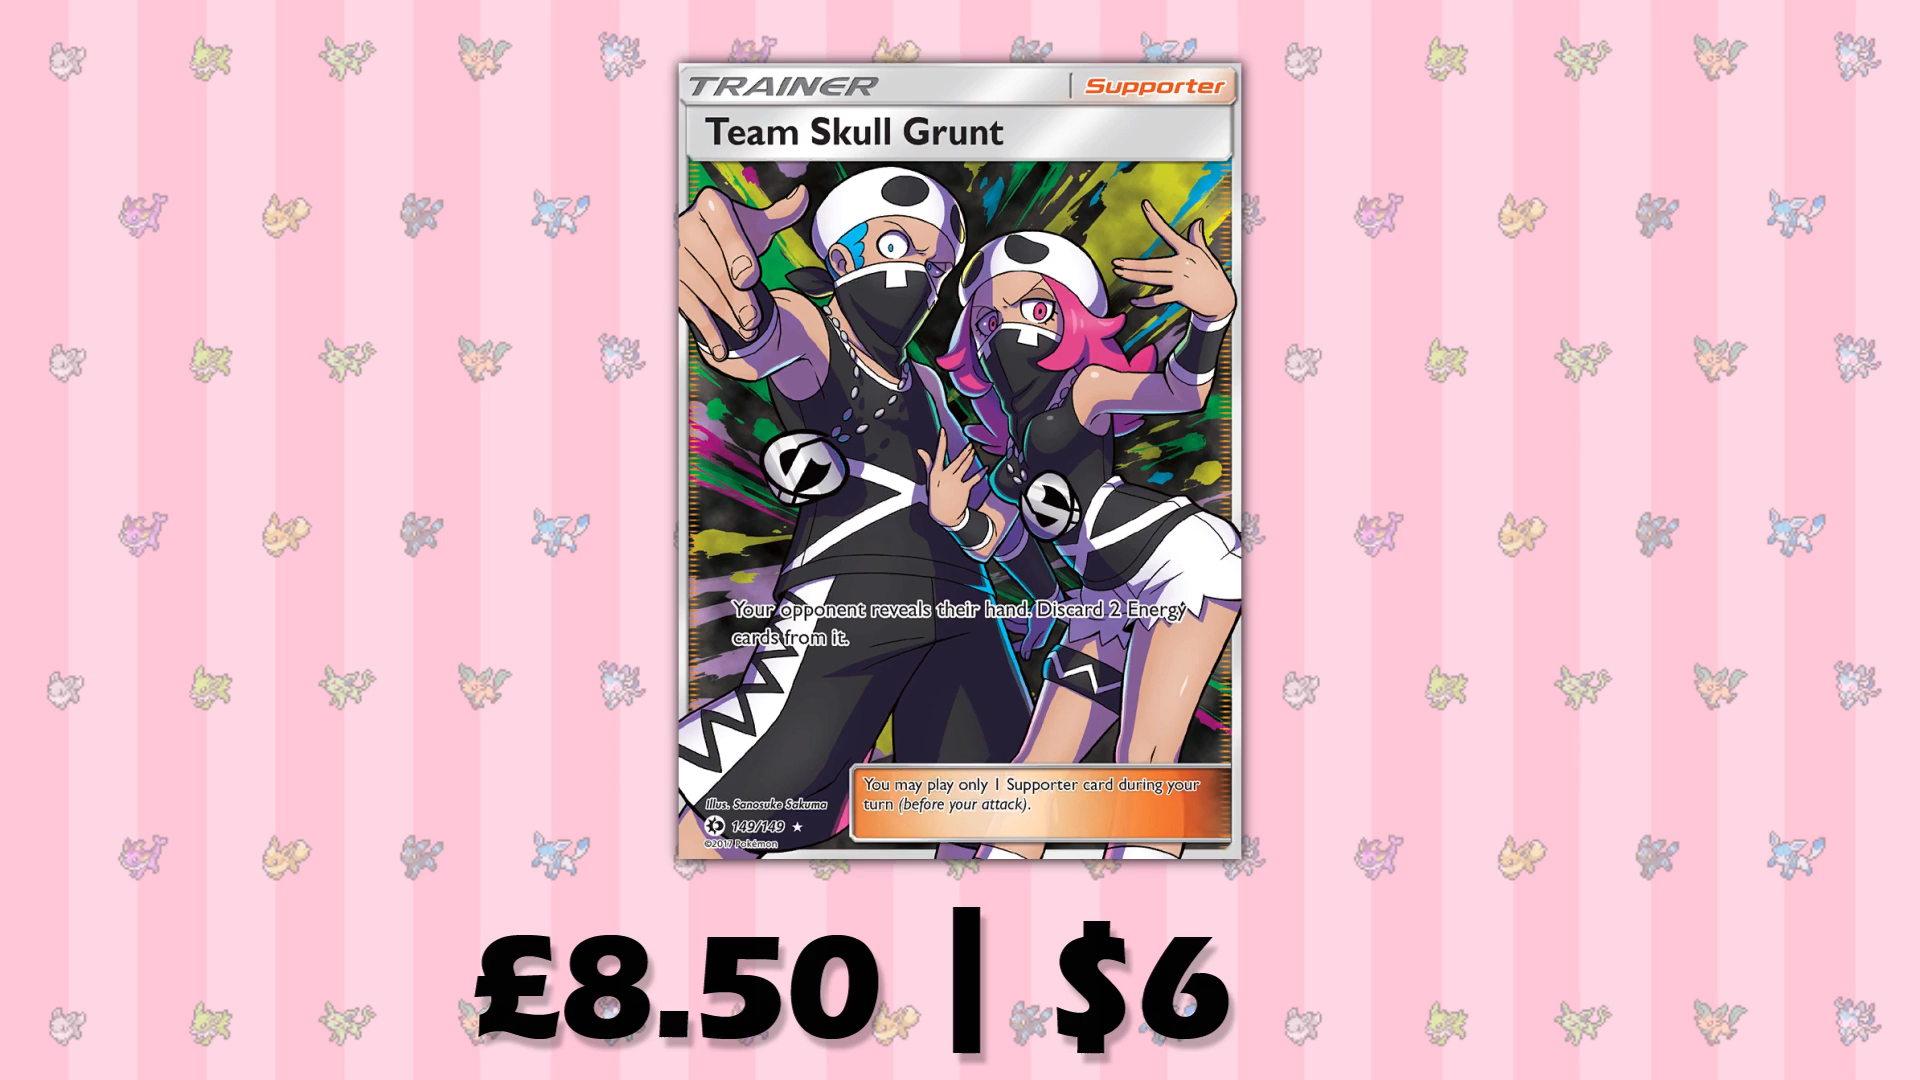 TRAINER
Supporter
Team Skull Grunt
Your opponent reveals their hand. Discard 2 Energy
cards from it.
You may play only 1 Supporter card during your
turn (before your attack).
Illus. Sanosuke Sakuma
149/149 ★
©2017 Pokémon
£8.50 | $6